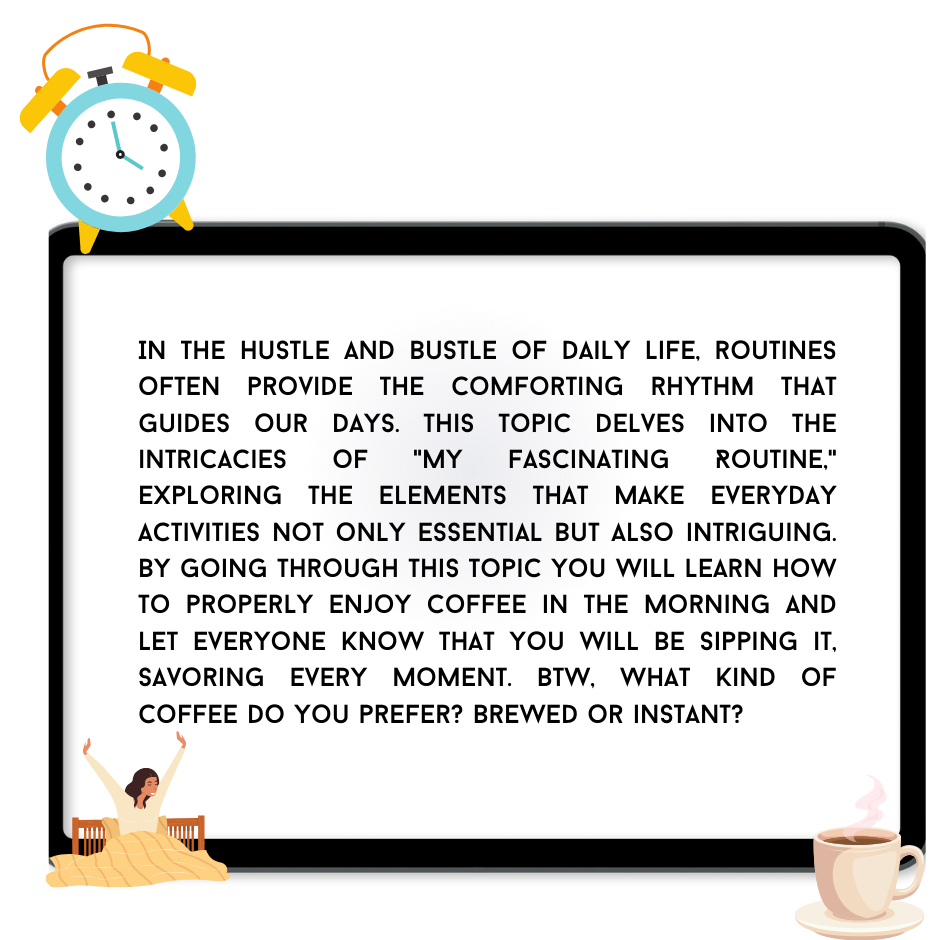 IN THE HUSTLE AND BUSTLE OF DAILY LIFE, ROUTINES
OFTEN PROVIDE THE COMFORTING RHYTHM THAT
GUIDES OUR DAYS. THIS TOPIC DELVES INTO THE
INTRICACIES OF "MY FASCINATING ROUTINE,"
EXPLORING THE ELEMENTS THAT MAKE EVERYDAY
ACTIVITIES NOT ONLY ESSENTIAL BUT ALSO INTRIGUING.
BY GOING THROUGH THIS TOPIC YOU WILL LEARN HOW
TO PROPERLY ENJOY COFFEE IN THE MORNING AND
LET EVERYONE KNOW THAT YOU WILL BE SIPPING IT,
SAVORING EVERY MOMENT. BTW, WHAT KIND OF
COFFEE DO YOU PREFER? BREWED OR INSTANT?